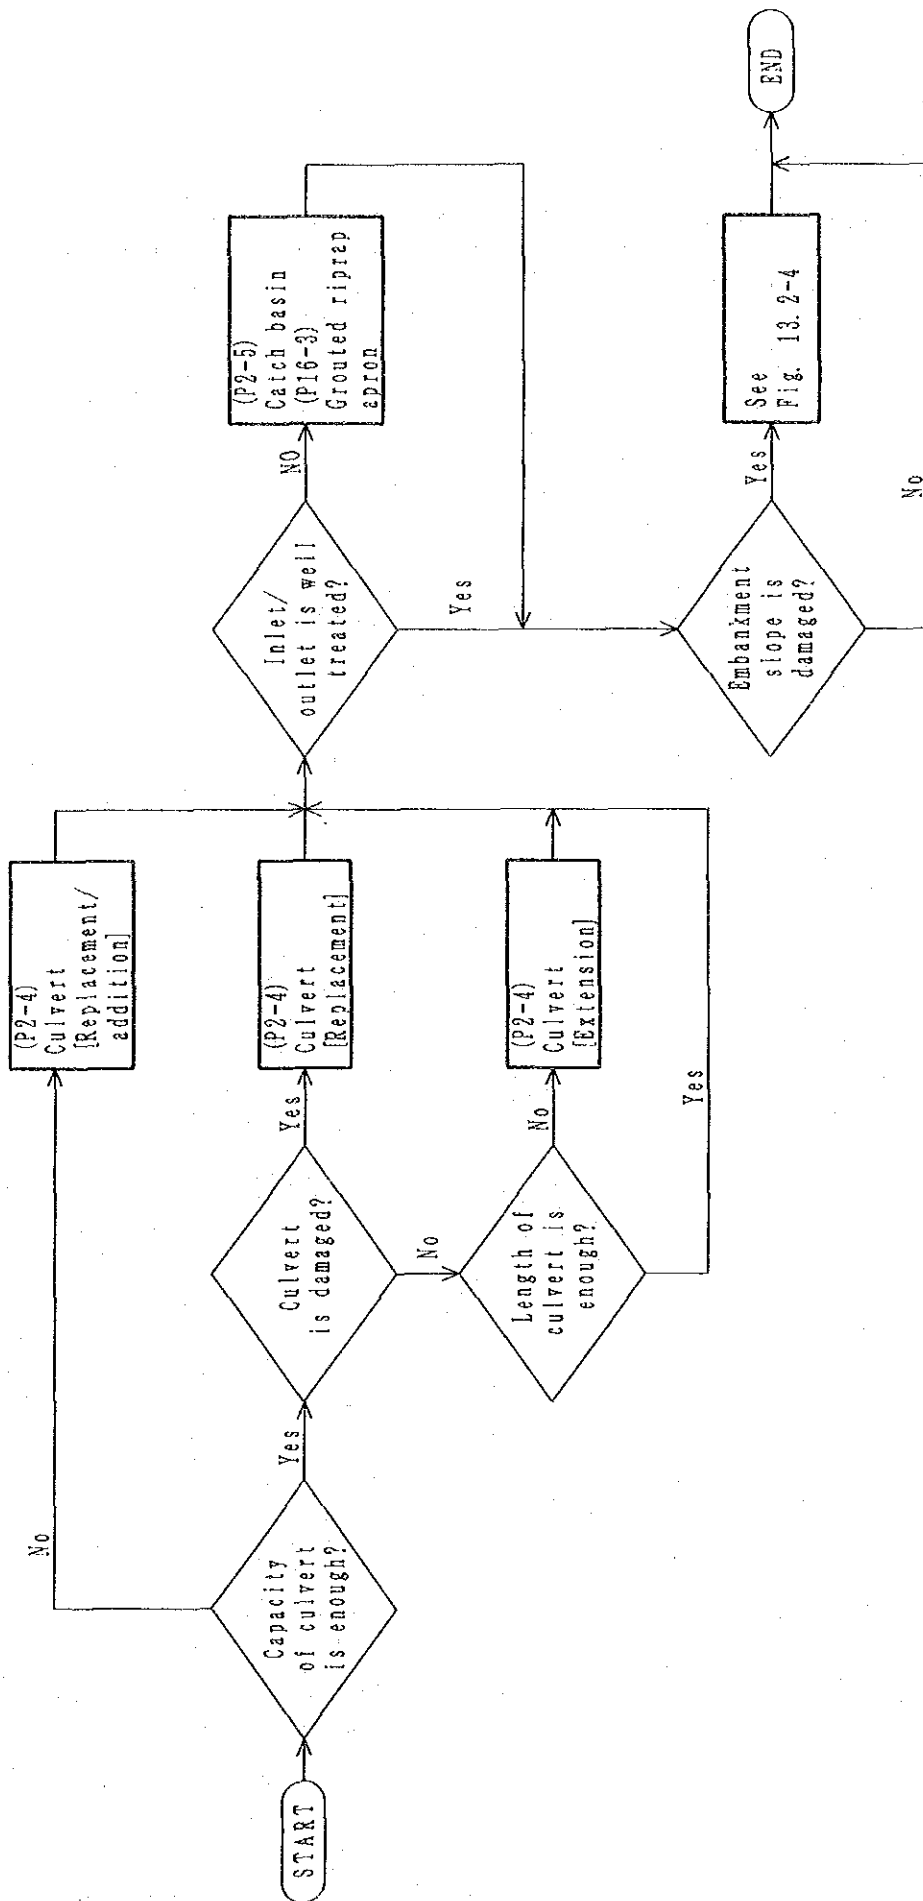 START
Capacity
of culvert
is enough?
No
Yes
(P2-4)
Culvert
[Replacement/
addition]
Culvert
is damaged?
Yes
(P2-4)
Culvert
[Replacement]
No
Length of
culvert is
enough?
No
(P2-4)
Culvert
[Extension]
Yes
Inlet/
outlet is well
treated?
NO
(P2-5)
Catch basin
(P16-3)
Grouted riprap
apron
Yes
Embankment
slope is
damaged?
Yes
See
Fig. 13.2-4
No
END